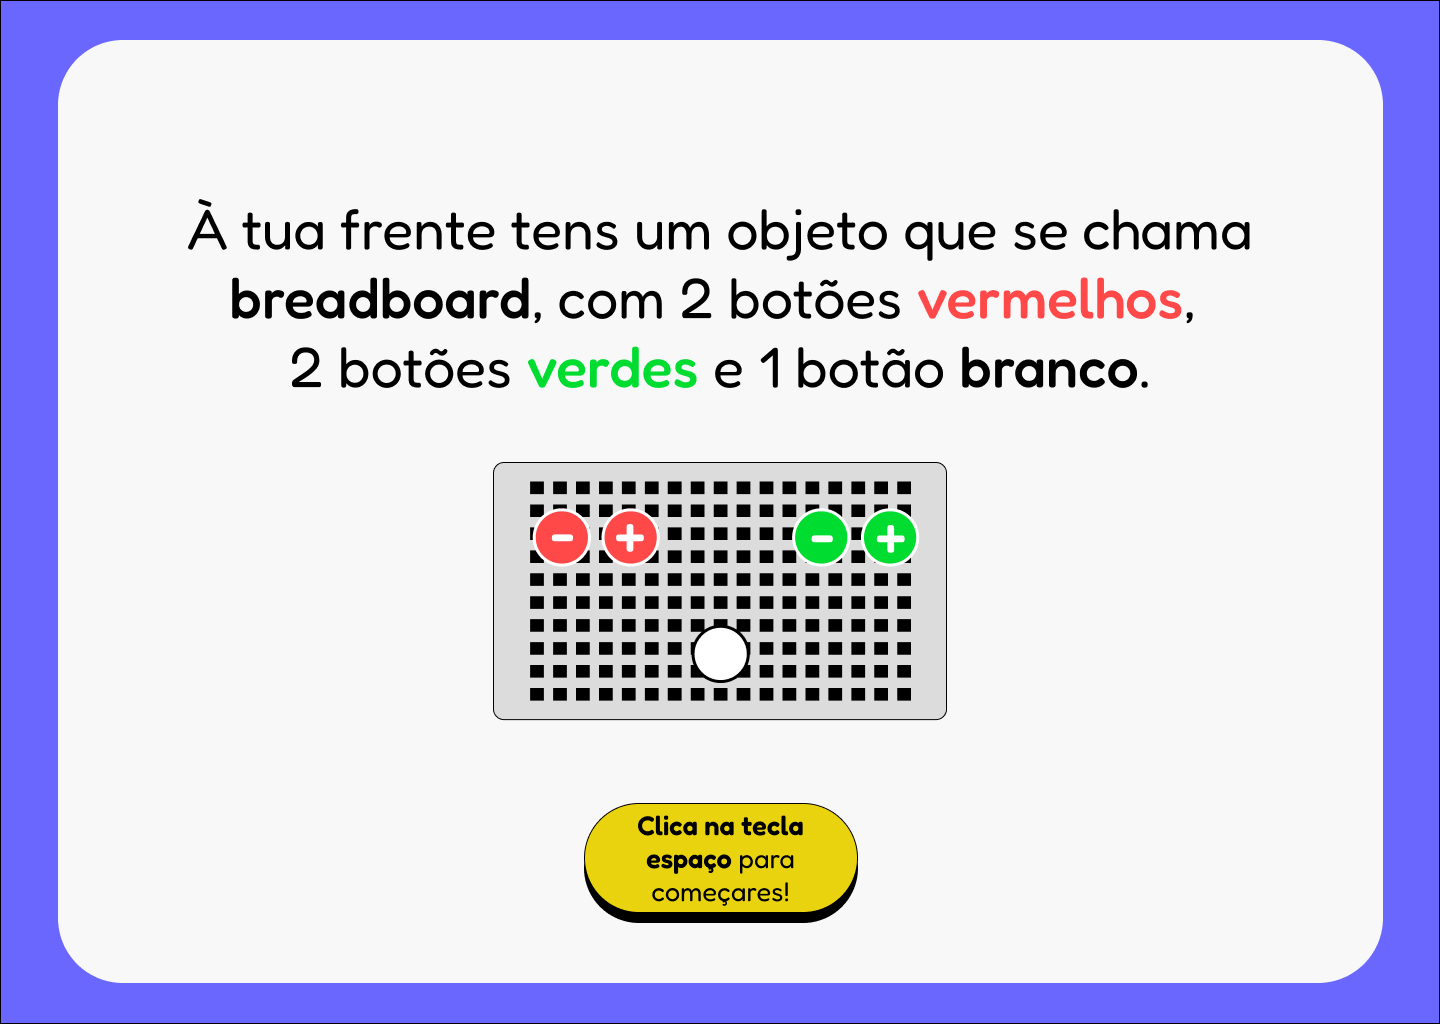 À tua frente tens um objeto que se chama
breadboard, com 2 botões vermelhos,
2 botões verdes e 1 botão branco.
- + - +
Clica na tecla
espaço para
começares!